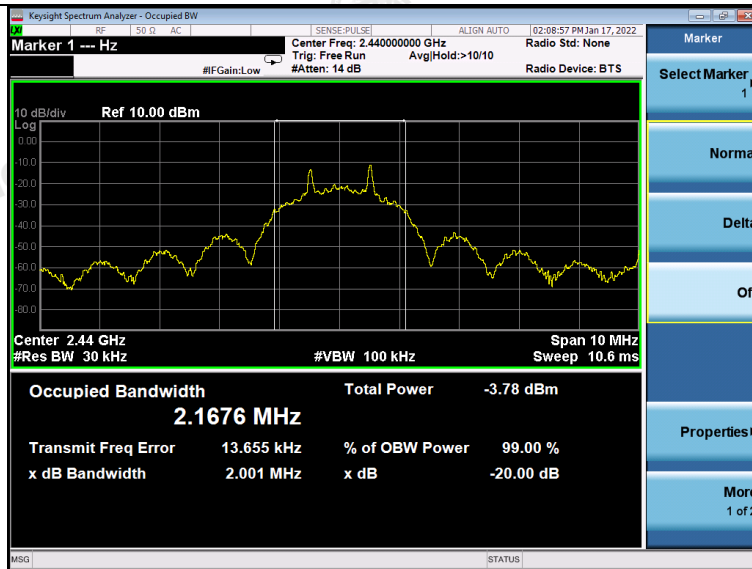 Keysight Spectrum Analyzer - Occupied BW
LXI RF 50 Ω AC SENSE:PULSE ALIGN AUTO 02:08:57 PM Jan 17, 2022
Marker 1 --- Hz
Center Freq: 2.440000000 GHz
Radio Std: None
Trig: Free Run Avg|Hold:>10/10
#IFGain:Low #Atten: 14 dB Radio Device: BTS
10 dB/div Ref 10.00 dBm
Log
0.00
-10.0
-20.0
-30.0
-40.0
-50.0
-60.0
-70.0
-80.0
Center 2.44 GHz Span 10 MHz
#Res BW 30 kHz #VBW 100 kHz Sweep 10.6 ms
Occupied Bandwidth Total Power -3.78 dBm
2.1676 MHz
Transmit Freq Error 13.655 kHz % of OBW Power 99.00 %
x dB Bandwidth 2.001 MHz x dB -20.00 dB
MSG STATUS
Marker
Select Marker
1
Norma
Delta
Of
Properties
More
1 of 2